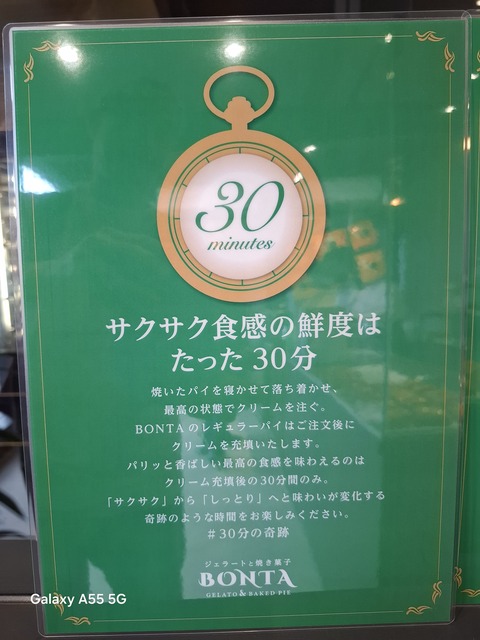 30
minutes
サクサク食感の鮮度は
たった30分
焼いたパイを寝かせて落ち着かせ、
最高の状態でクリームを注ぐ。
BONTAのレギュラーパイはご注文後に
クリームを充填いたします。
パリッと香ばしい最高の食感を味わえるのは
クリーム充填後の30分間のみ。
「サクサク」から「しっとり」へと味わいが変化する
奇跡のような時間をお楽しみください。
#30分の奇跡
ジェラートと焼き菓子
BONTA
GELATO & BAKED PIE
Galaxy A55 5G